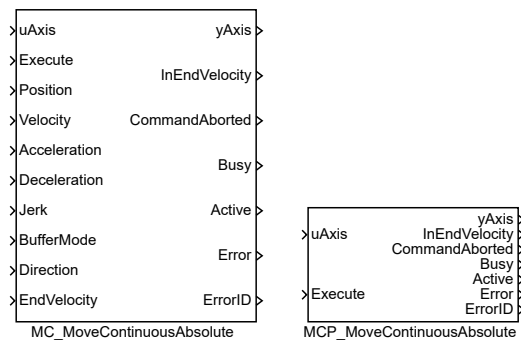 uAxis
Execute
Position
Velocity
Acceleration
Deceleration
Jerk
BufferMode
Direction
EndVelocity
yAxis
InEndVelocity
CommandAborted
Busy
Active
Error
ErrorID
MC_MoveContinuousAbsolute
uAxis
Execute
yAxis
InEndVelocity
CommandAborted
Busy
Active
Error
ErrorID
MCP_MoveContinuousAbsolute